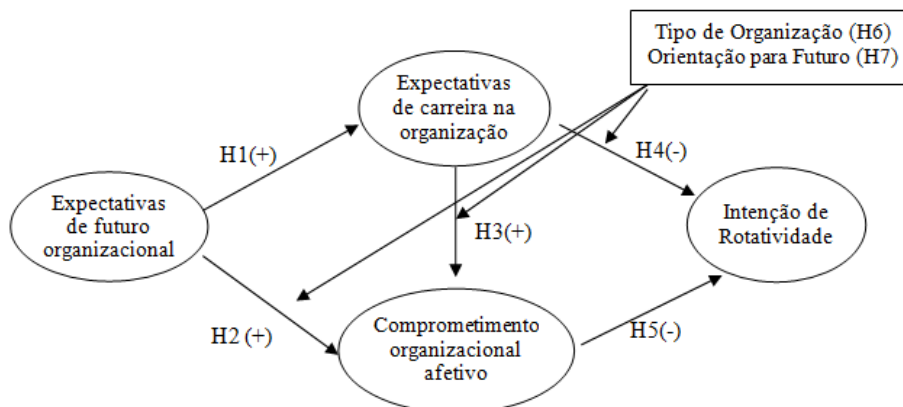 Tipo de Organização (H6)
Orientação para Futuro (H7)
Expectativas
de carreira na
organização
H1(+)
H4(-)
Expectativas
de futuro
organizacional
H3(+)
Intenção de
Rotatividade
H2 (+)
Comprometimento
organizacional
afetivo
H5(-)